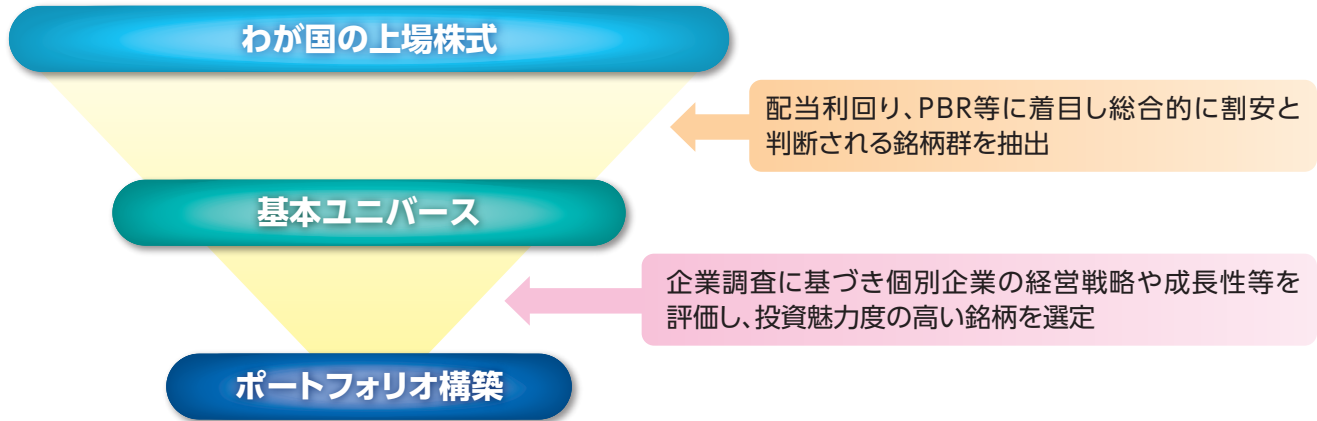 わが国の上場株式
配当利回り、PBR等に着目し総合的に割安と
判断される銘柄群を抽出
基本ユニバース
企業調査に基づき個別企業の経営戦略や成長性等を
評価し、投資魅力度の高い銘柄を選定
ポートフォリオ構築